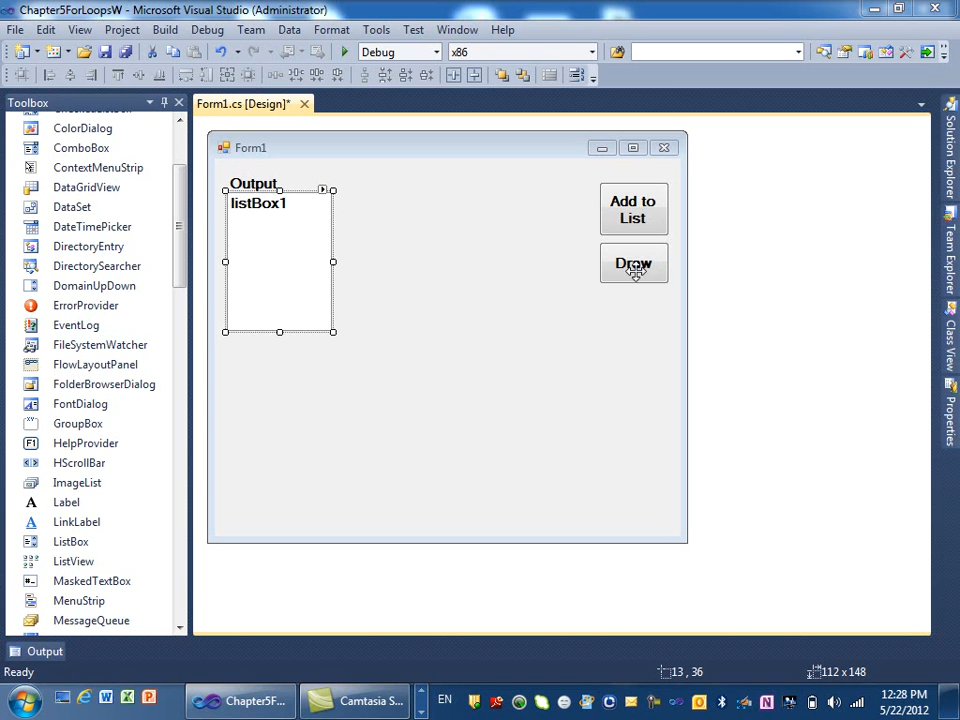 Chapter5ForLoopsW - Microsoft Visual Studio (Administrator)
File Edit View Project Build Debug Team Data Format Tools Test Window Help
Debug x86
Toolbox
Form1.cs [Design]*
ColorDialog
ComboBox
ContextMenuStrip
DataGridView
DataSet
DateTimePicker
DirectoryEntry
DirectorySearcher
DomainUpDown
ErrorProvider
EventLog
FileSystemWatcher
FlowLayoutPanel
FolderBrowserDialog
FontDialog
GroupBox
HelpProvider
HScrollBar
ImageList
Label
LinkLabel
ListBox
ListView
MaskedTextBox
MenuStrip
MessageQueue
Form1
Output
listBox1
Add to
List
Draw
Solution Explorer
Team Explorer
Class View
Properties
Output
Ready
13 , 36
112 x 148
Chapter5F...
Camtasia S...
EN
12:28 PM
5/22/2012